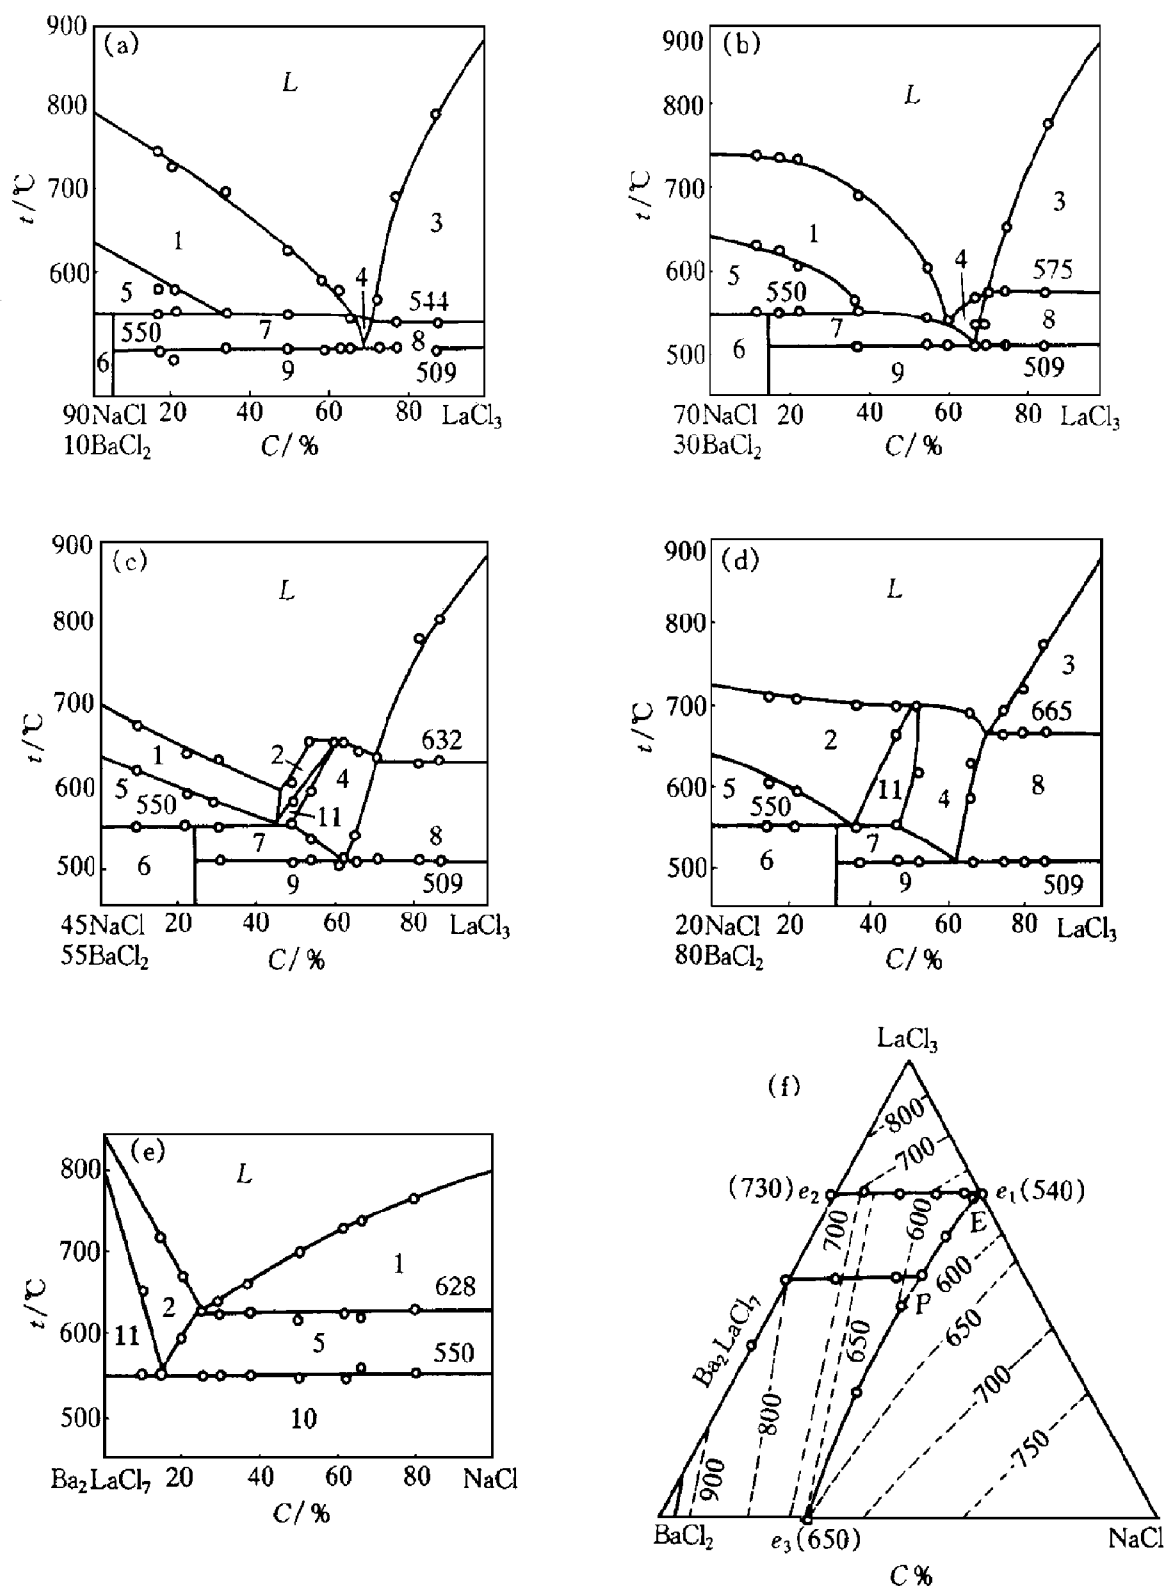 (a)
L
t/℃
900
800
700
600
500
1
3
4
5
544
550
7
8
6
9
509
90NaCl 20 40 60 80 LaCl₃
10BaCl₂
C/%
(b)
L
t/℃
900
800
700
600
500
1
3
4
5
575
550
7
8
6
9
509
70NaCl 20 40 60 80 LaCl₃
30BaCl₂
C/%
(c)
L
t/℃
900
800
700
600
500
1
2
4
632
5
11
550
7
8
6
9
509
45NaCl 20 40 60 80 LaCl₃
55BaCl₂
C/%
(d)
L
t/℃
900
800
700
600
500
3
2
665
5
11
4
8
550
7
6
9
509
20NaCl 20 40 60 80 LaCl₃
80BaCl₂
C/%
(e)
L
t/℃
800
700
600
500
1
2
628
11
5
550
10
Ba₂LaCl₇ 20 40 60 80 NaCl
C/%
(f)
LaCl₃
800
700
(730)e₂
e₁(540)
E
700
600
600
P
Ba₂LaCl₇
650
650
700
800
750
900
BaCl₂
e₃(650)
NaCl
C%